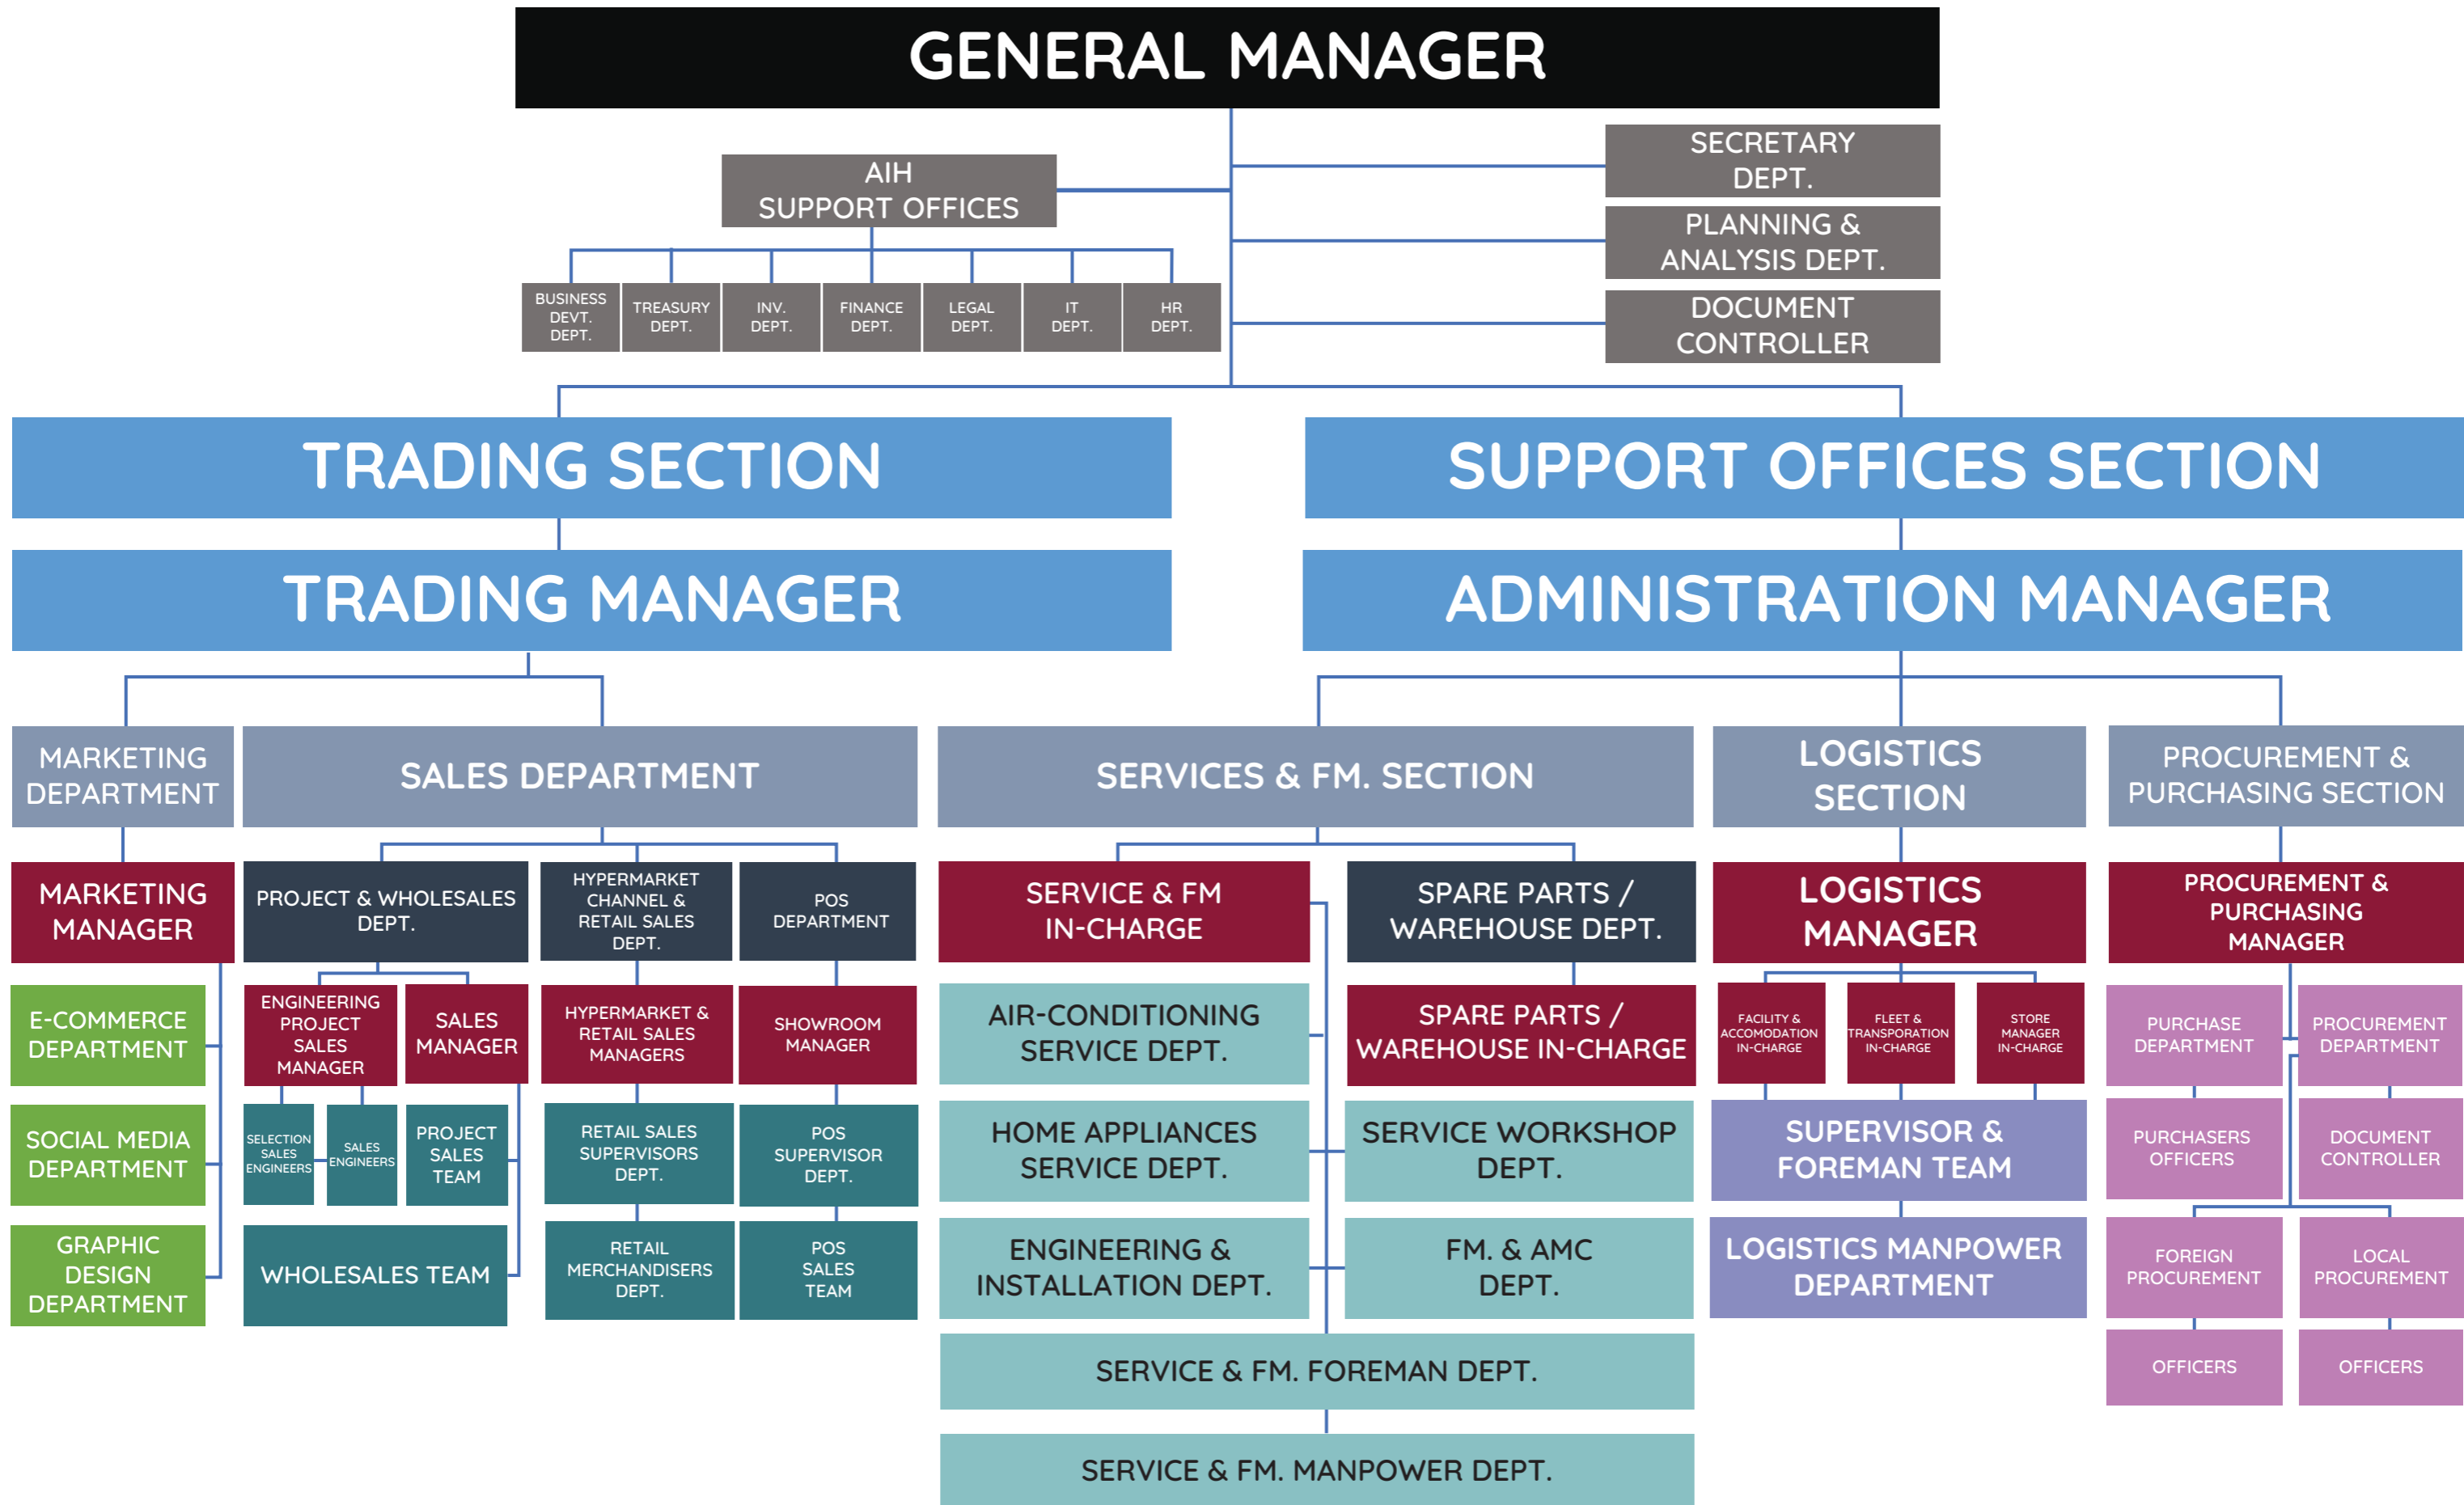 GENERAL MANAGER
AIH
SUPPORT OFFICES
SECRETARY
DEPT.
PLANNING &
ANALYSIS DEPT.
DOCUMENT
CONTROLLER
BUSINESS
DEVT.
DEPT.
TREASURY
DEPT.
INV.
DEPT.
FINANCE
DEPT.
LEGAL
DEPT.
IT
DEPT.
HR
DEPT.
TRADING SECTION
SUPPORT OFFICES SECTION
TRADING MANAGER
ADMINISTRATION MANAGER
MARKETING
DEPARTMENT
SALES DEPARTMENT
SERVICES & FM. SECTION
LOGISTICS
SECTION
PROCUREMENT &
PURCHASING SECTION
MARKETING
MANAGER
PROJECT & WHOLESALES
DEPT.
HYPERMARKET
CHANNEL &
RETAIL SALES
DEPT.
POS
DEPARTMENT
SERVICE & FM
IN-CHARGE
SPARE PARTS /
WAREHOUSE DEPT.
LOGISTICS
MANAGER
PROCUREMENT &
PURCHASING
MANAGER
E-COMMERCE
DEPARTMENT
ENGINEERING
PROJECT
SALES
MANAGER
SALES
MANAGER
HYPERMARKET &
RETAIL SALES
MANAGERS
SHOWROOM
MANAGER
AIR-CONDITIONING
SERVICE DEPT.
SPARE PARTS /
WAREHOUSE IN-CHARGE
FACILITY &
ACCOMODATION
IN-CHARGE
FLEET &
TRANSPORATION
IN-CHARGE
STORE
MANAGER
IN-CHARGE
PURCHASE
DEPARTMENT
PROCUREMENT
DEPARTMENT
SOCIAL MEDIA
DEPARTMENT
SELECTION
SALES
ENGINEERS
SALES
ENGINEERS
PROJECT
SALES
TEAM
RETAIL SALES
SUPERVISORS
DEPT.
POS
SUPERVISOR
DEPT.
HOME APPLIANCES
SERVICE DEPT.
SERVICE WORKSHOP
DEPT.
SUPERVISOR &
FOREMAN TEAM
PURCHASERS
OFFICERS
DOCUMENT
CONTROLLER
GRAPHIC
DESIGN
DEPARTMENT
WHOLESALES TEAM
RETAIL
MERCHANDISERS
DEPT.
POS
SALES
TEAM
ENGINEERING &
INSTALLATION DEPT.
FM. & AMC
DEPT.
LOGISTICS MANPOWER
DEPARTMENT
FOREIGN
PROCUREMENT
LOCAL
PROCUREMENT
SERVICE & FM. FOREMAN DEPT.
OFFICERS
OFFICERS
SERVICE & FM. MANPOWER DEPT.